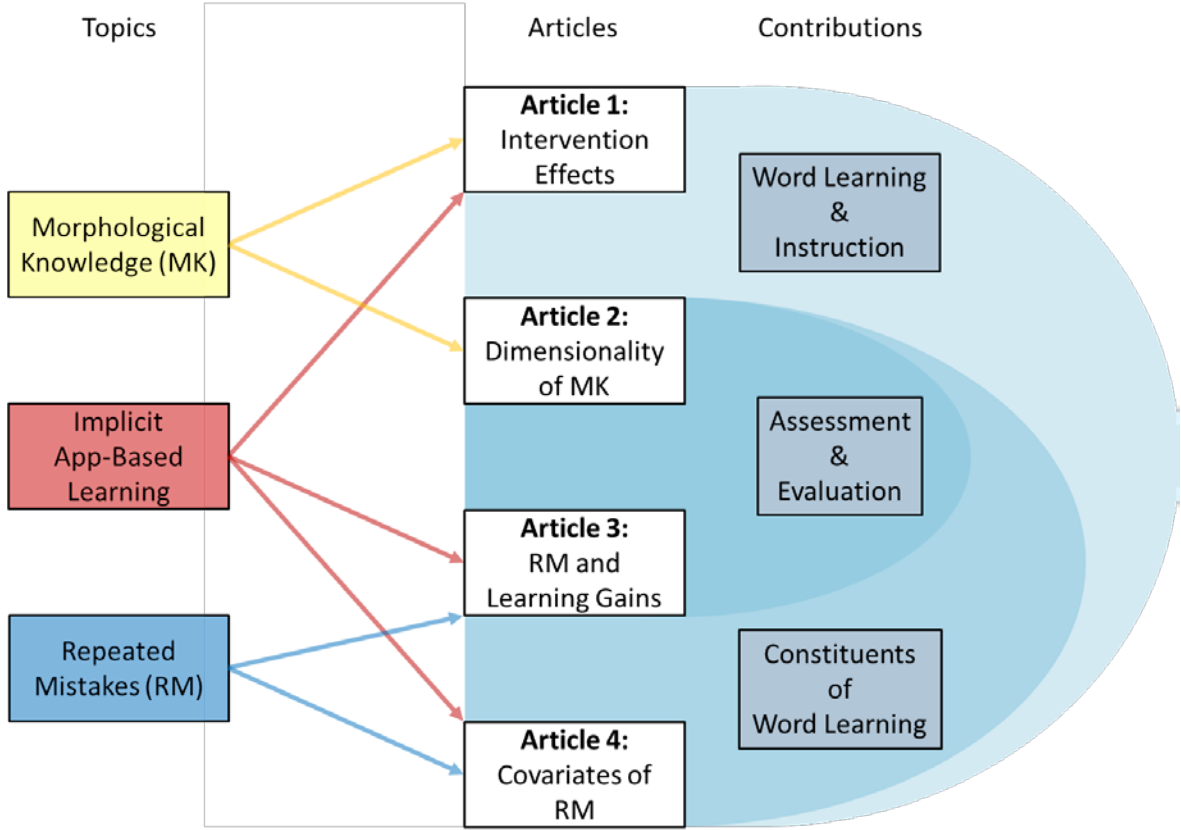 Topics
Articles
Contributions
Morphological
Knowledge (MK)
Implicit
App-Based
Learning
Repeated
Mistakes (RM)
Article 1:
Intervention
Effects
Article 2:
Dimensionality
of MK
Article 3:
RM and
Learning Gains
Article 4:
Covariates of
RM
Word Learning
&
Instruction
Assessment
&
Evaluation
Constituents
of
Word Learning